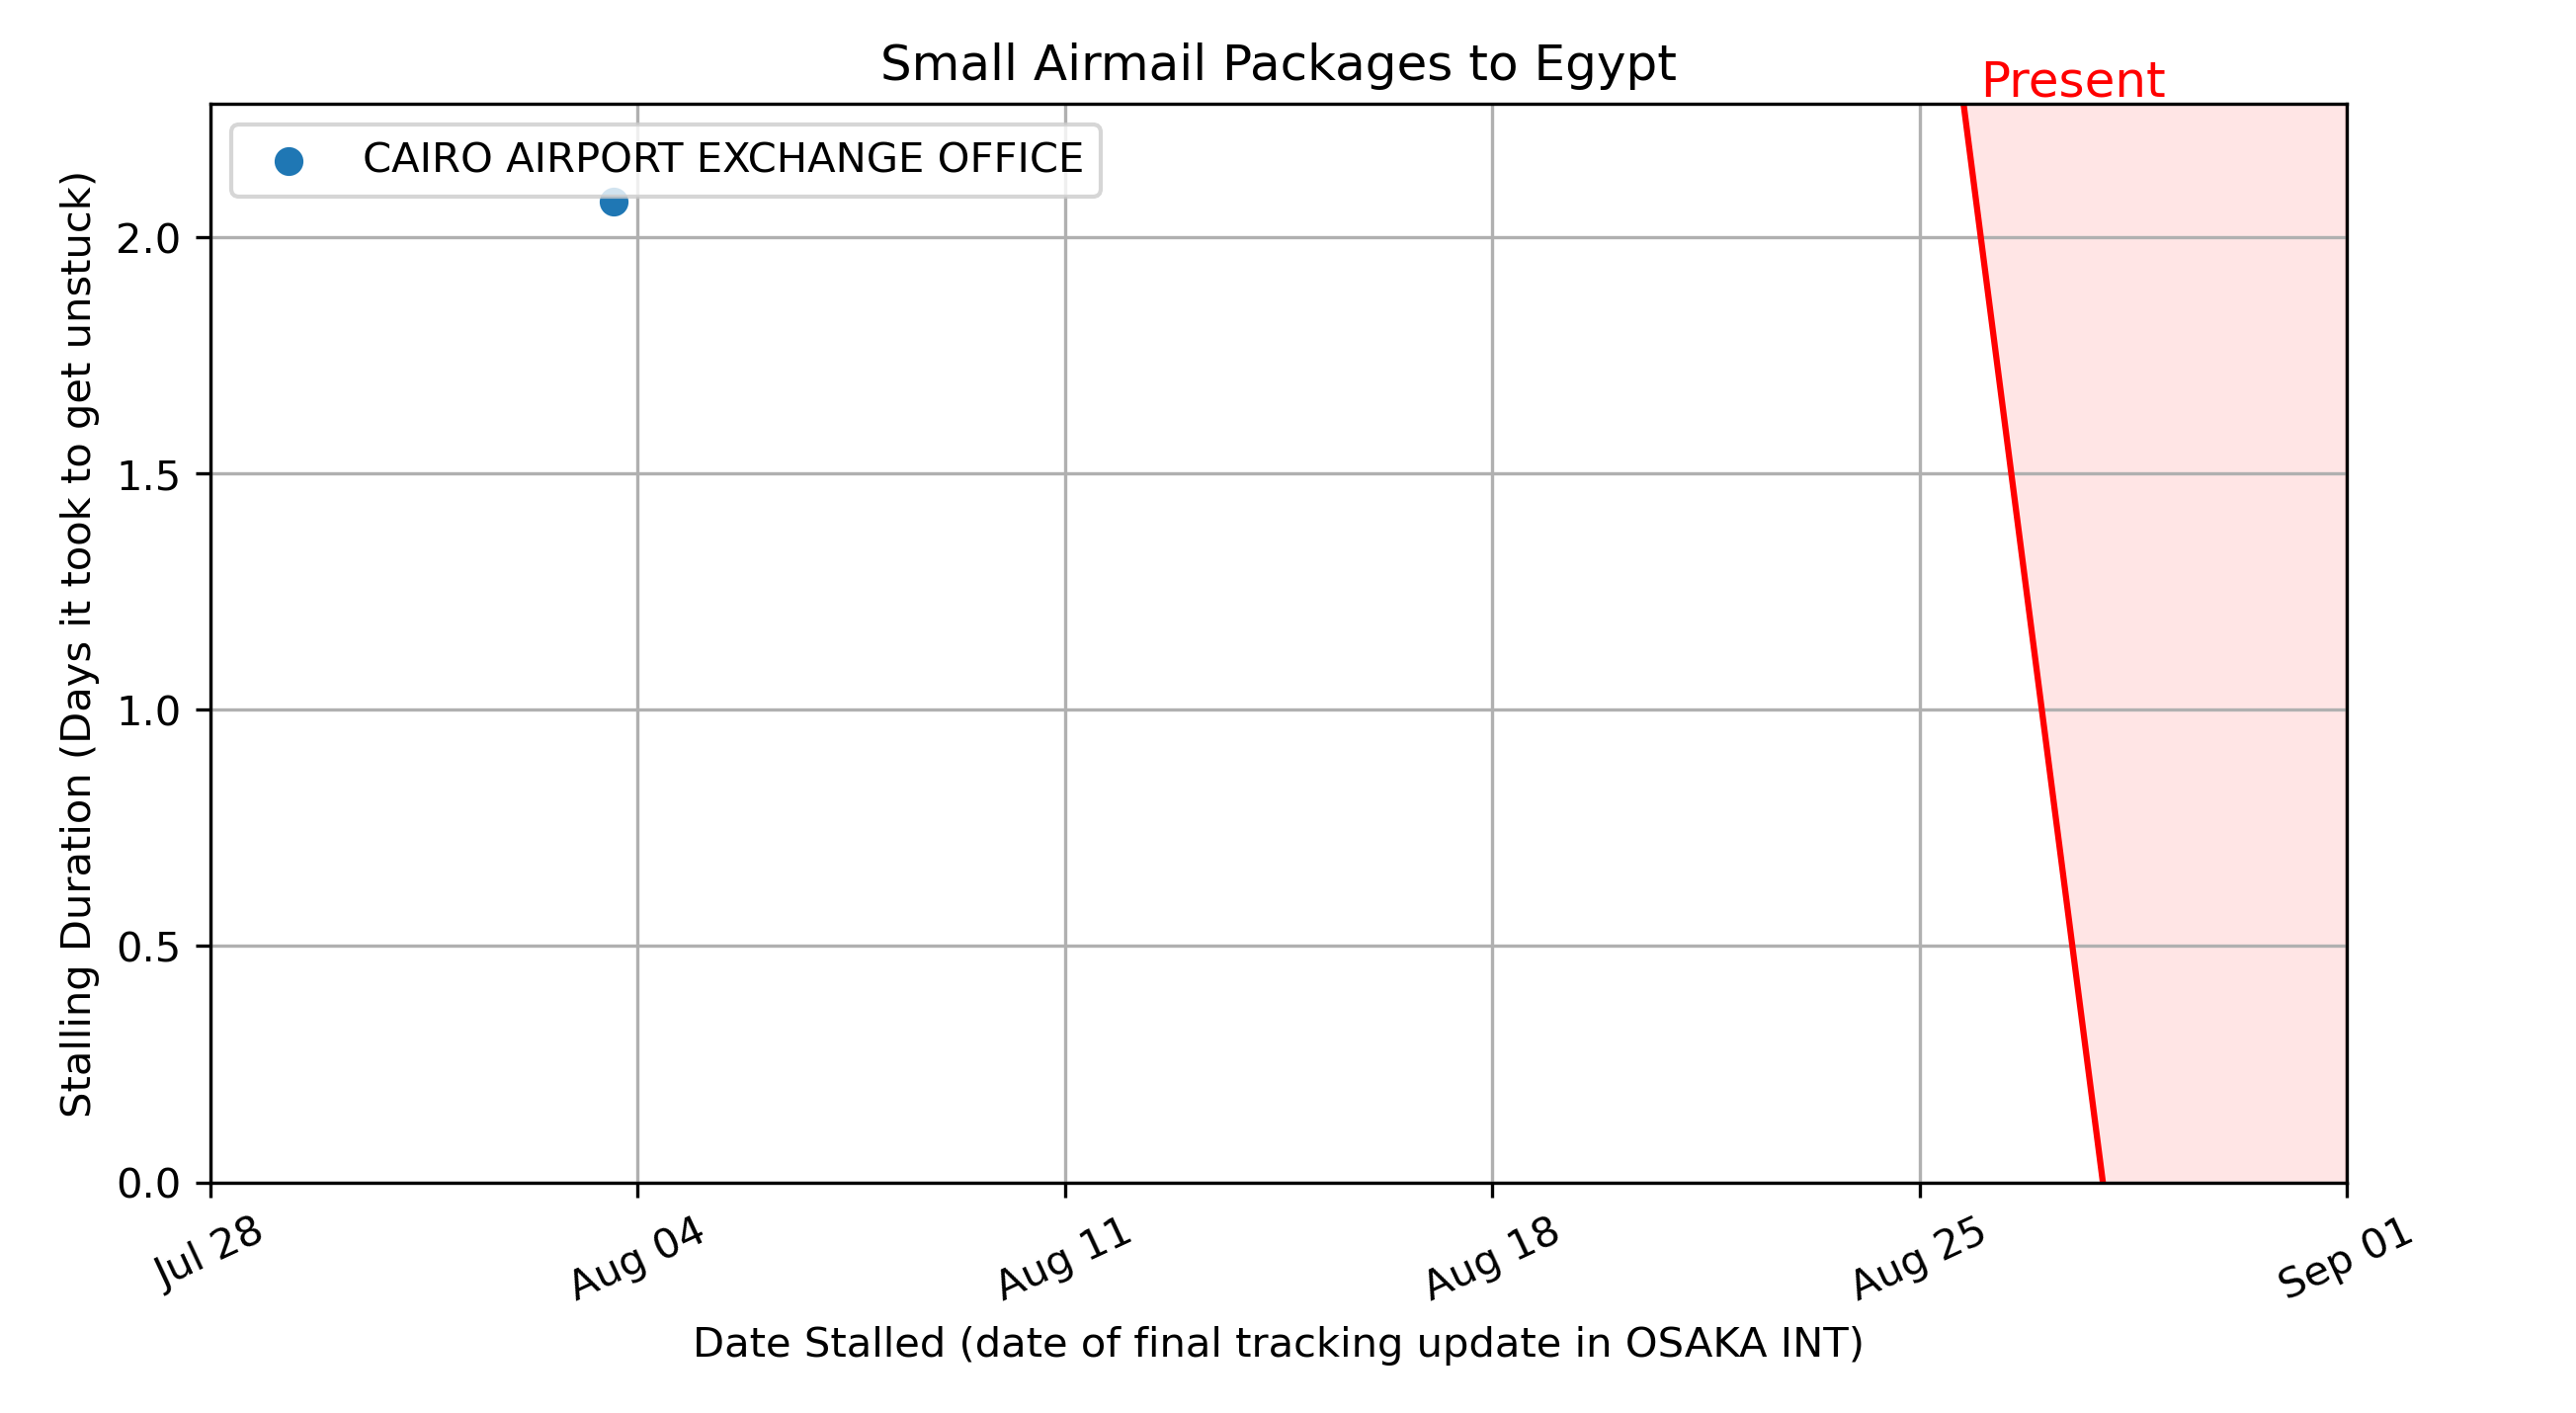 Small Airmail Packages to Egypt
Present
CAIRO AIRPORT EXCHANGE OFFICE
Stalling Duration (Days it took to get unstuck)
2.0
1.5
1.0
0.5
0.0
Jul 28
Aug 04
Aug 11
Aug 18
Aug 25
Sep 01
Date Stalled (date of final tracking update in OSAKA INT)